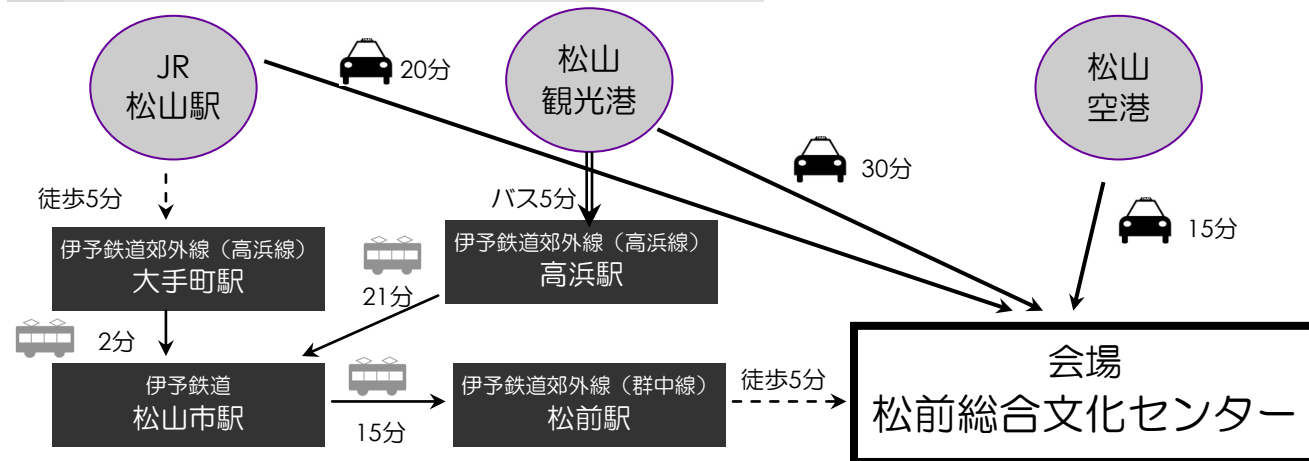 JR
松山駅
20分
松山
観光港
30分
松山
空港
15分
徒歩5分
バス5分
伊予鉄道郊外線（高浜線）
大手町駅
伊予鉄道郊外線（高浜線）
高浜駅
21分
2分
伊予鉄道
松山市駅
15分
伊予鉄道郊外線（群中線）
松前駅
徒歩5分
会場
松前総合文化センター